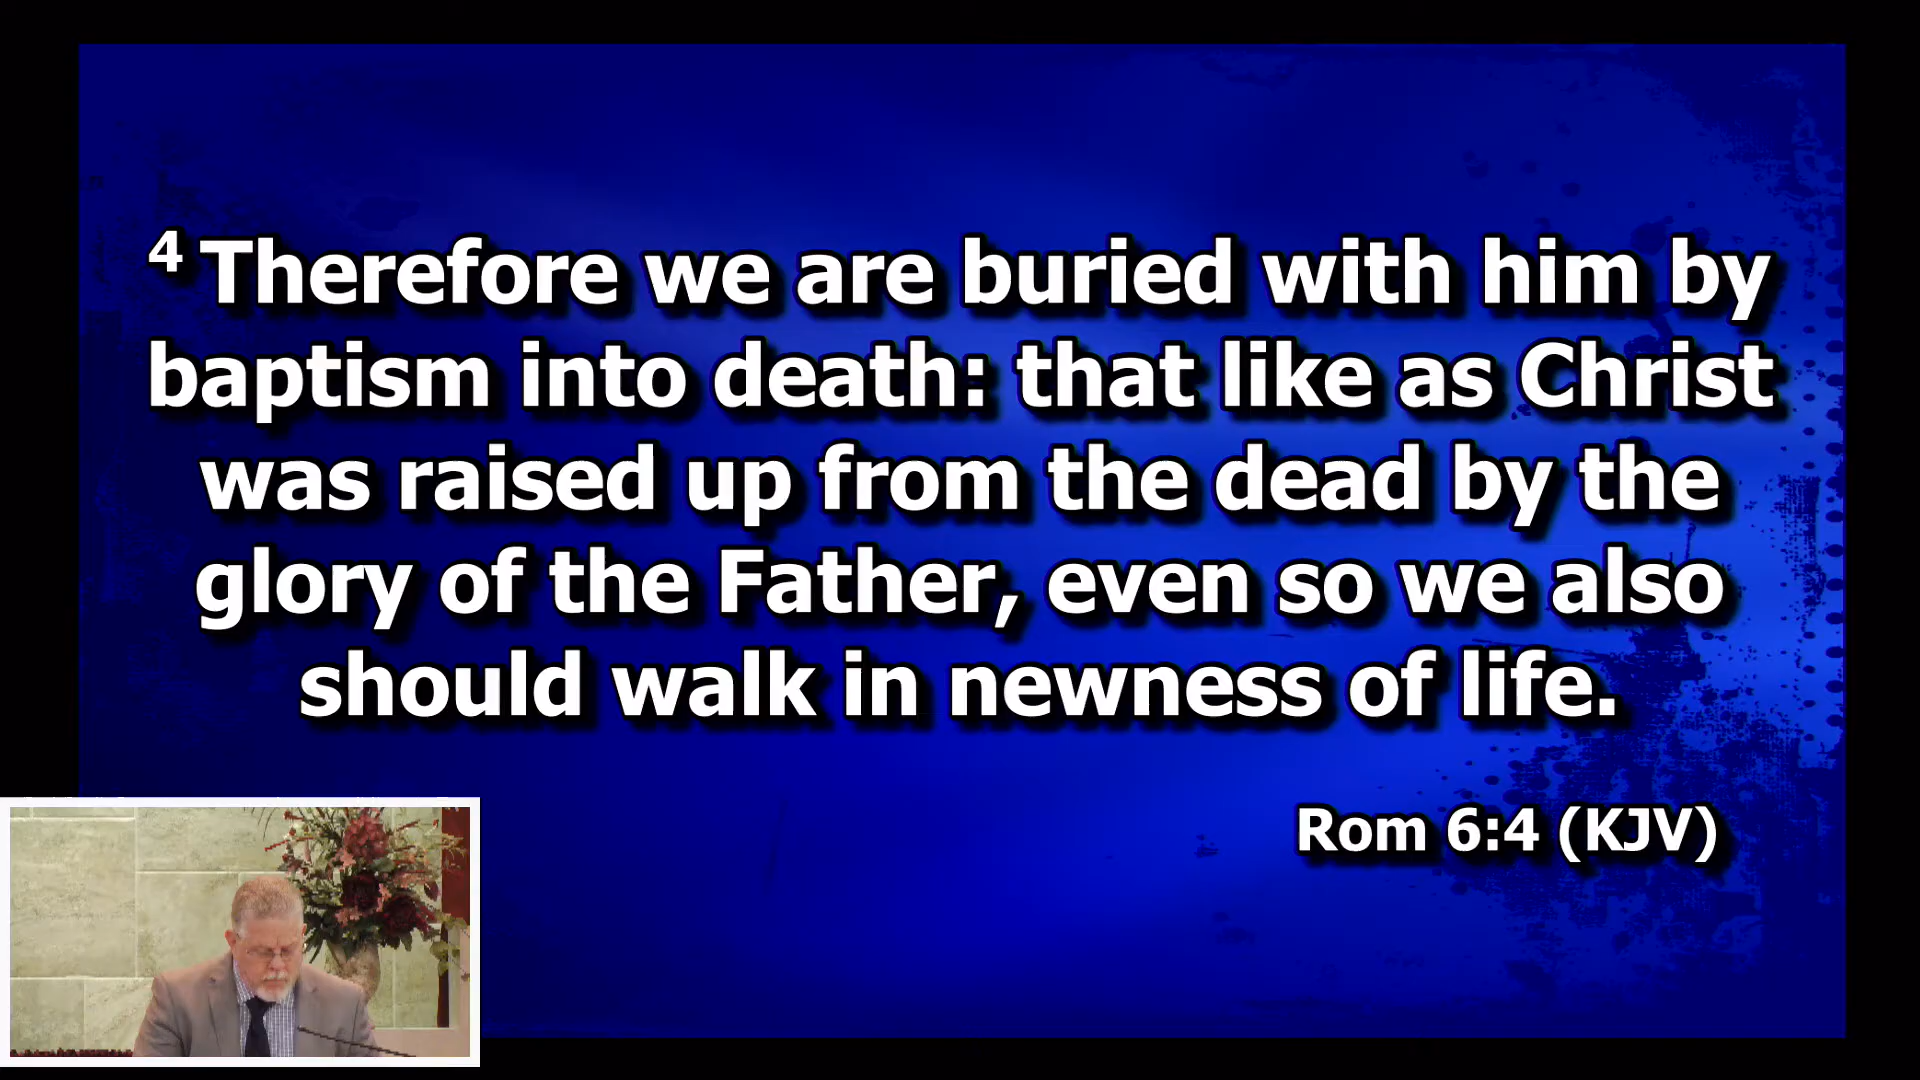 4 Therefore we are buried with him by
baptism into death: that like as Christ
was raised up from the dead by the
glory of the Father, even so we also
should walk in newness of life.
Rom 6:4 (KJV)